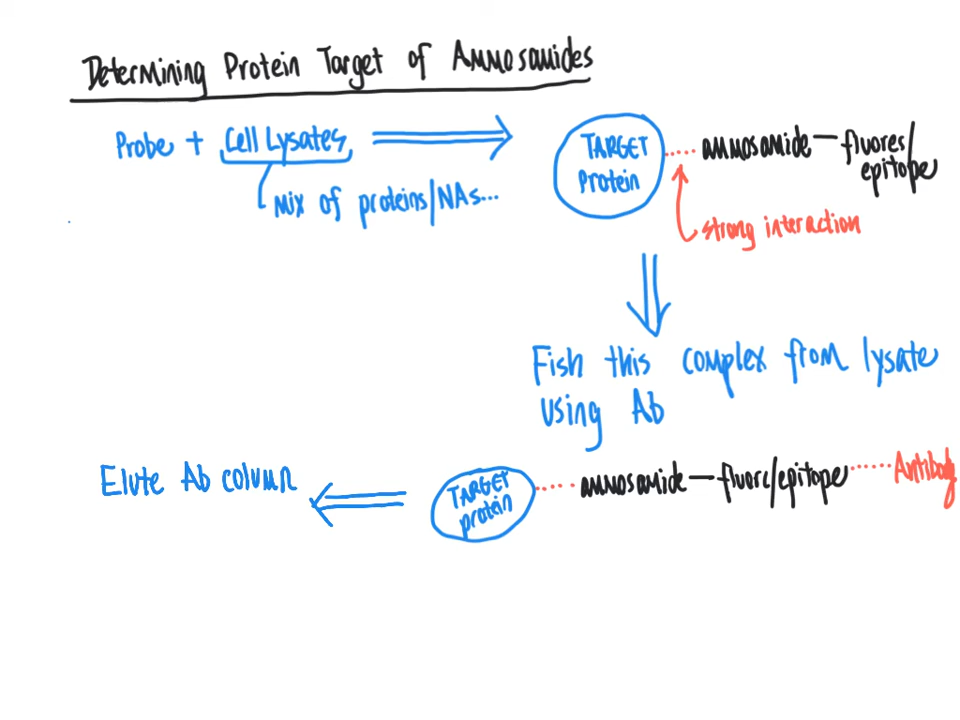 Determining Protein Target of Ammosamides
Probe + Cell Lysates
Mix of proteins/NAs...
TARGET
Protein
ammosamide — fluores/
epitope
strong interaction
Fish this complex from lysate
using Ab
Elute Ab column
TARGET
protein
ammosamide — fluorc/epitope
Antibody